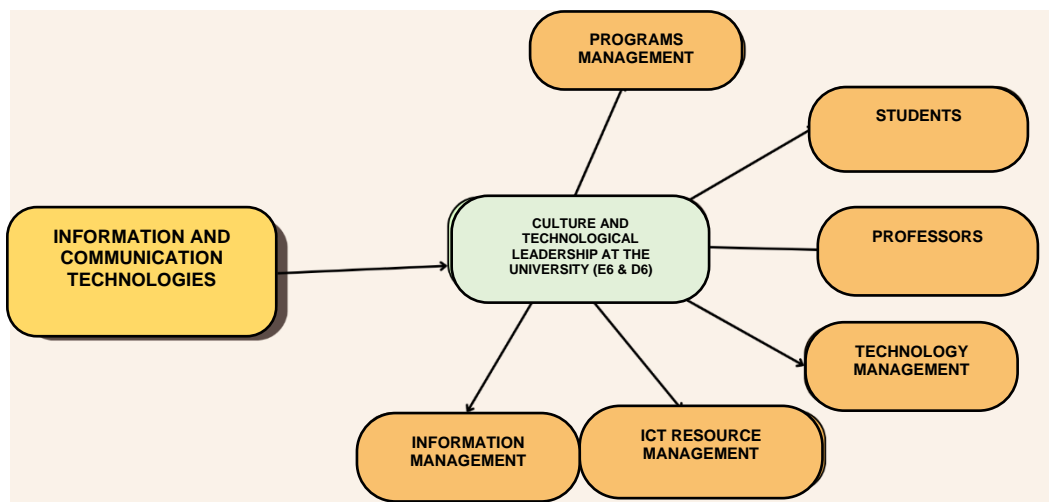 PROGRAMS
MANAGEMENT
STUDENTS
INFORMATION AND
COMMUNICATION
TECHNOLOGIES
CULTURE AND
TECHNOLOGICAL
LEADERSHIP AT THE
UNIVERSITY (E6 & D6)
PROFESSORS
TECHNOLOGY
MANAGEMENT
INFORMATION
MANAGEMENT
ICT RESOURCE
MANAGEMENT